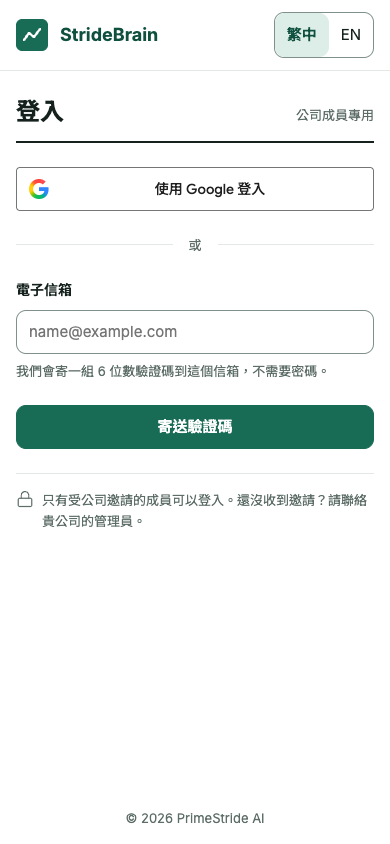 StrideBrain
繁中 EN
登入
公司成員專用
使用 Google 登入
或
電子信箱
name@example.com
我們會寄一組 6 位數驗證碼到這個信箱，不需要密碼。
寄送驗證碼
只有受公司邀請的成員可以登入。還沒收到邀請？請聯絡
貴公司的管理員。
© 2026 PrimeStride AI